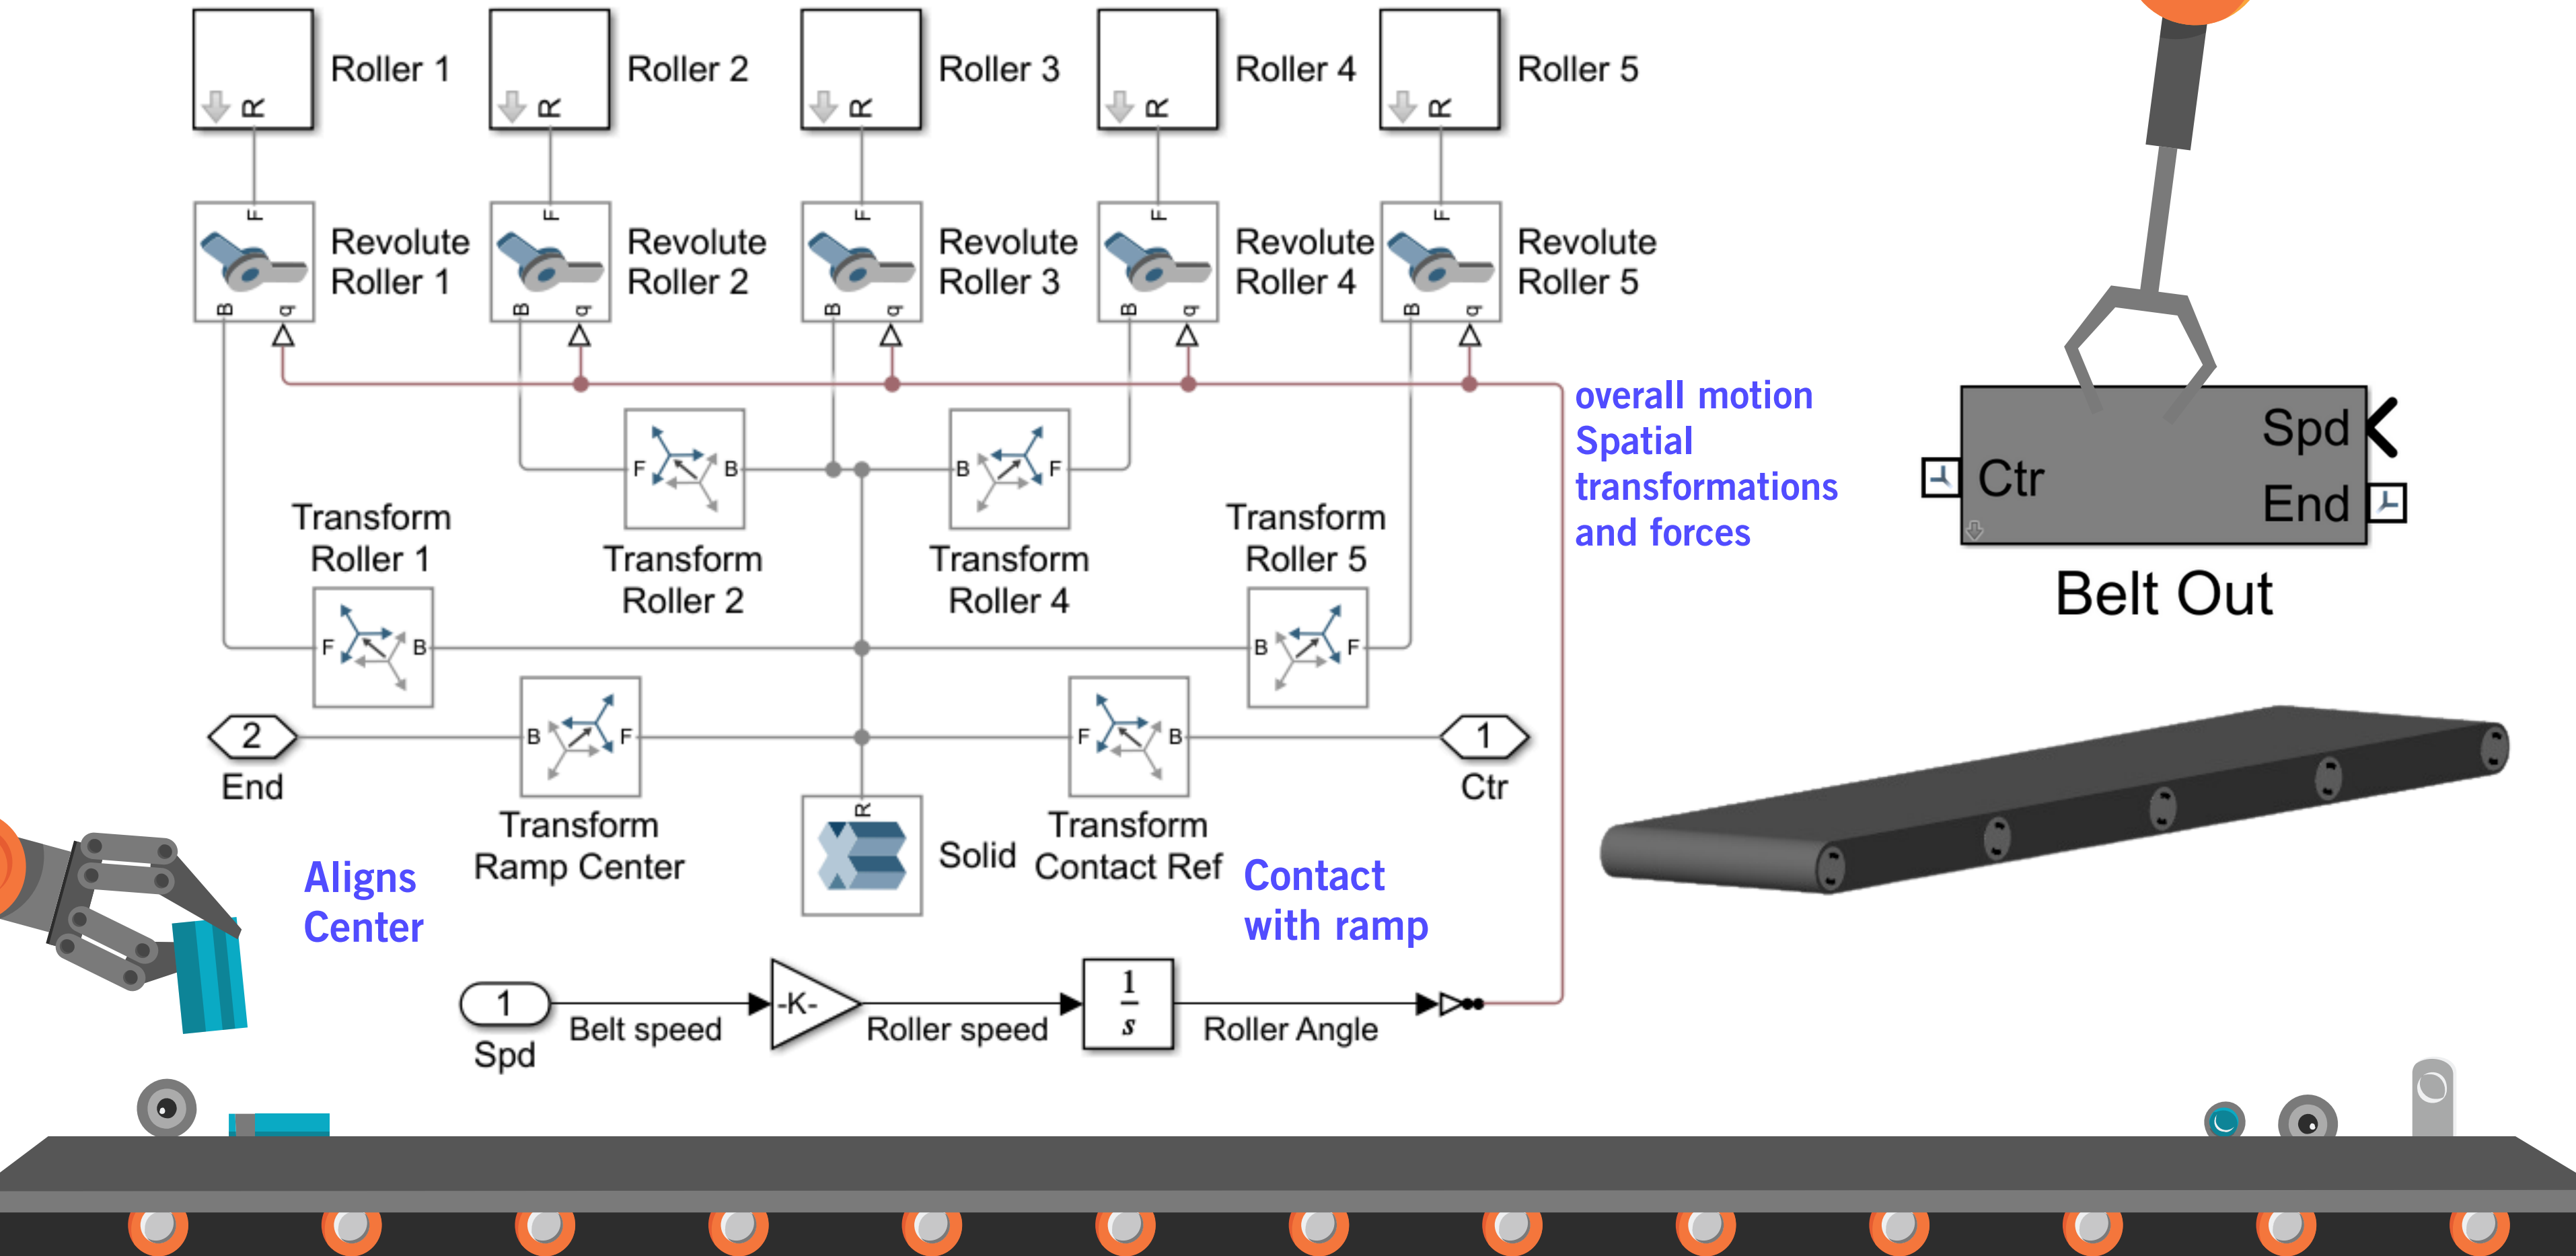 Roller 1
Roller 2
Roller 3
Roller 4
Roller 5
R
R
R
R
R
F
F
F
F
F
Revolute
Roller 1
Revolute
Roller 2
Revolute
Roller 3
Revolute
Roller 4
Revolute
Roller 5
B q
B q
B q
B q
B q
overall motion
Spatial
transformations
and forces
Spd
Ctr
End
Belt Out
F B
Transform
Roller 2
B F
Transform
Roller 4
Transform
Roller 1
F B
Transform
Roller 5
B F
2
End
B F
Transform
Ramp Center
F B
Transform
Contact Ref
1
Ctr
R
Solid
Aligns
Center
Contact
with ramp
1
Spd
Belt speed
-K-
Roller speed
1
s
Roller Angle